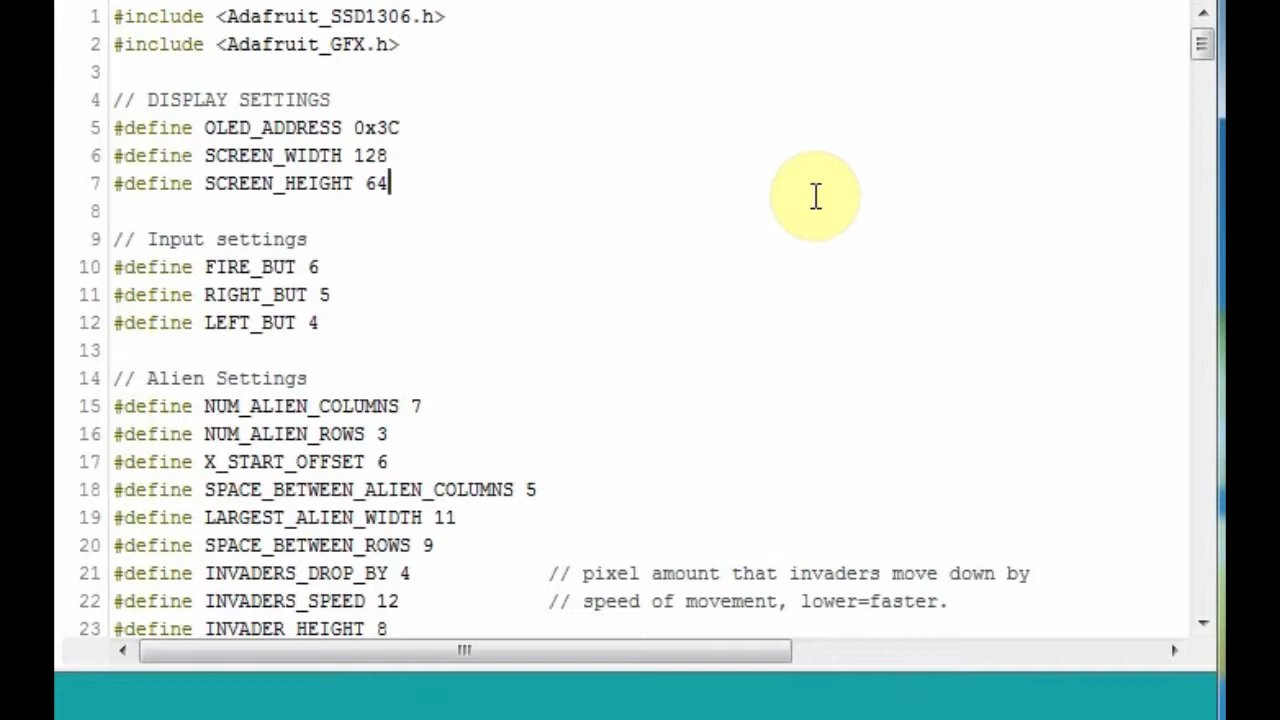 1 #include <Adafruit_SSD1306.h>
2 #include <Adafruit_GFX.h>
3
4 // DISPLAY SETTINGS
5 #define OLED_ADDRESS 0x3C
6 #define SCREEN_WIDTH 128
7 #define SCREEN_HEIGHT 64
8
9 // Input settings
10 #define FIRE_BUT 6
11 #define RIGHT_BUT 5
12 #define LEFT_BUT 4
13
14 // Alien Settings
15 #define NUM_ALIEN_COLUMNS 7
16 #define NUM_ALIEN_ROWS 3
17 #define X_START_OFFSET 6
18 #define SPACE_BETWEEN_ALIEN_COLUMNS 5
19 #define LARGEST_ALIEN_WIDTH 11
20 #define SPACE_BETWEEN_ROWS 9
21 #define INVADERS_DROP_BY 4 // pixel amount that invaders move down by
22 #define INVADERS_SPEED 12 // speed of movement, lower=faster.
23 #define INVADER_HEIGHT 8